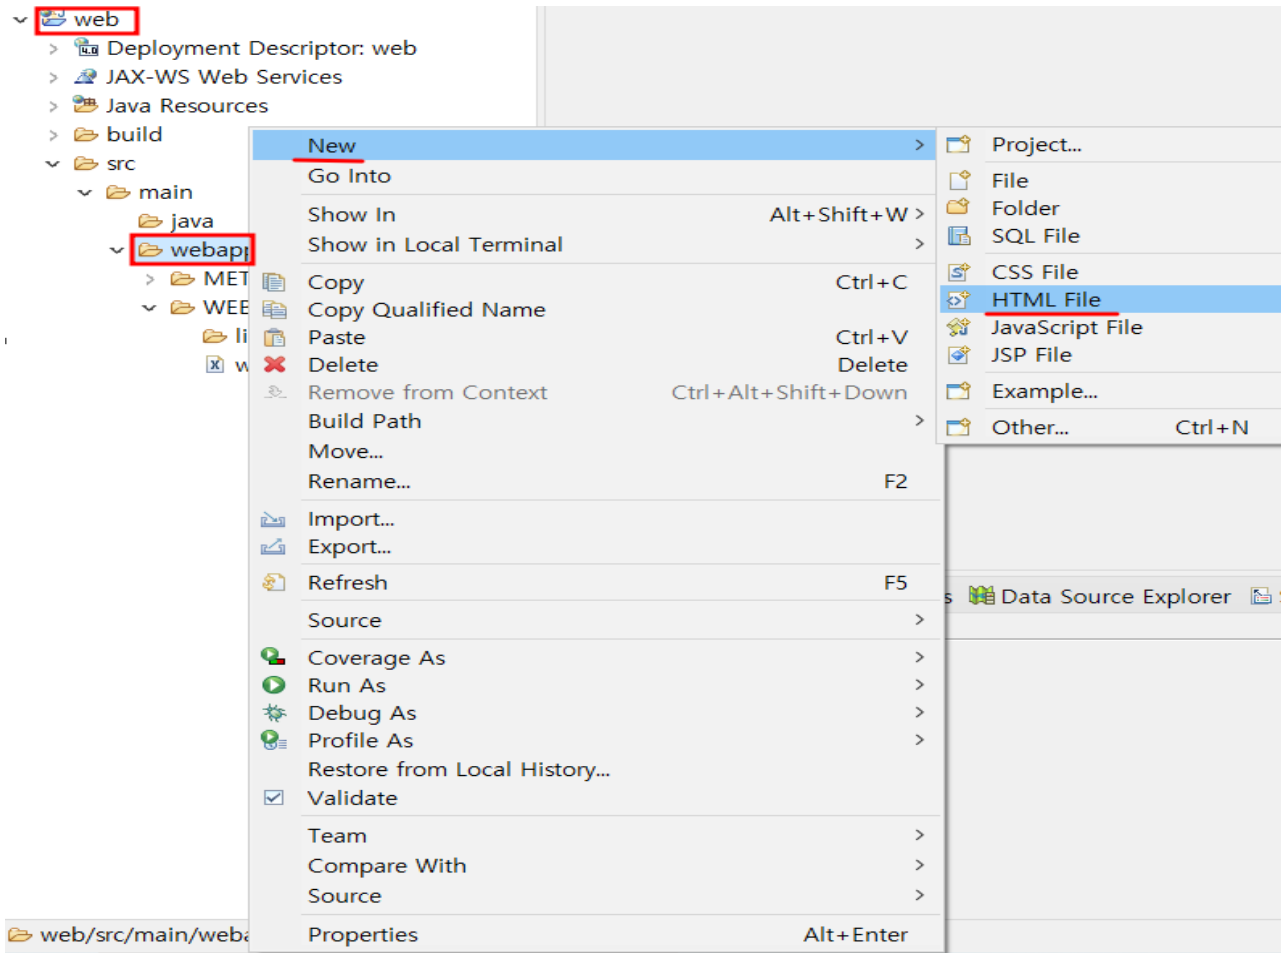 web
Deployment Descriptor: web
JAX-WS Web Services
Java Resources
build
src
main
java
webapp
MET
WEB
li
w
New
Go Into
Show In Alt+Shift+W
Show in Local Terminal
Copy Ctrl+C
Copy Qualified Name
Paste Ctrl+V
Delete Delete
Remove from Context Ctrl+Alt+Shift+Down
Build Path
Move...
Rename... F2
Import...
Export...
Refresh F5
Source
Coverage As
Run As
Debug As
Profile As
Restore from Local History...
Validate
Team
Compare With
Source
Properties Alt+Enter
Project...
File
Folder
SQL File
CSS File
HTML File
JavaScript File
JSP File
Example...
Other... Ctrl+N
s Data Source Explorer
web/src/main/weba